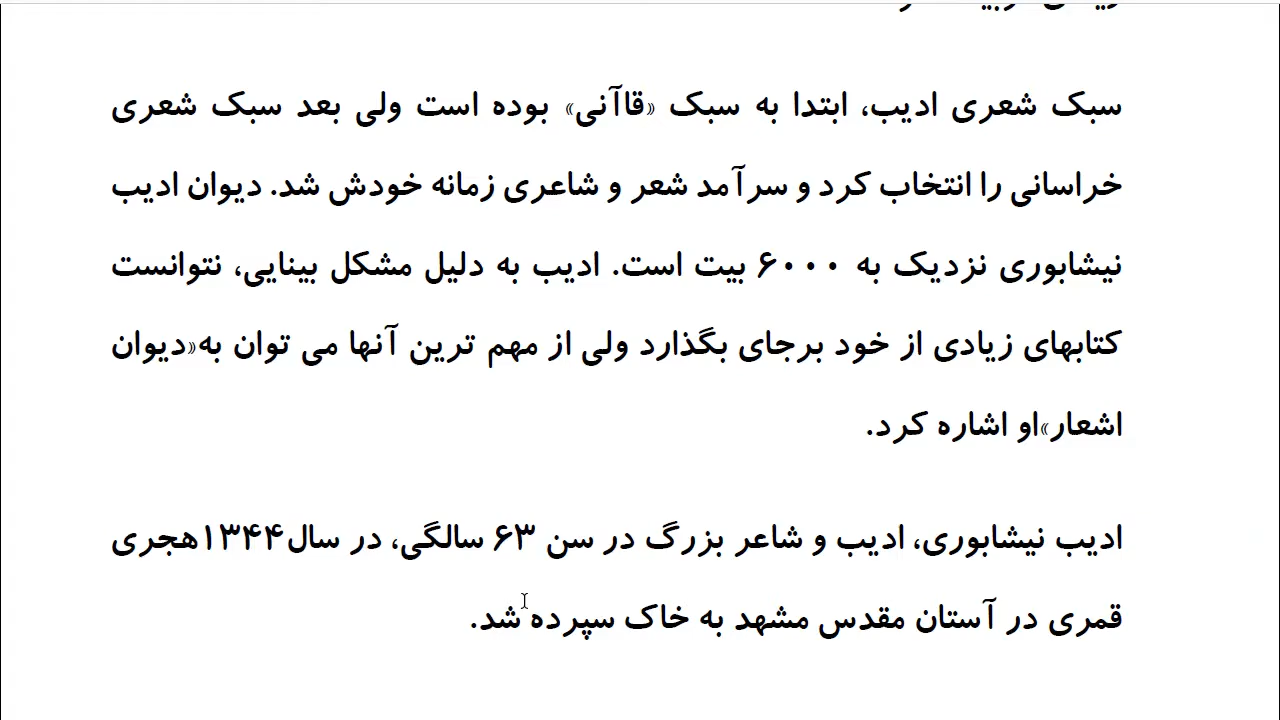 سبک شعری ادیب، ابتدا به سبک «قاآنی» بوده است ولی بعد سبک شعری
خراسانی را انتخاب کرد و سرآمد شعر و شاعری زمانه خودش شد. دیوان ادیب
نیشابوری نزدیک به ۶۰۰۰ بیت است. ادیب به دلیل مشکل بینایی، نتوانست
کتابهای زیادی از خود برجای بگذارد ولی از مهم ترین آنها می توان به«دیوان
اشعار»او اشاره کرد.
ادیب نیشابوری، ادیب و شاعر بزرگ در سن ۶۳ سالگی، در سال۱۳۴۴هجری
قمری در آستان مقدس مشهد به خاک سپرده شد.